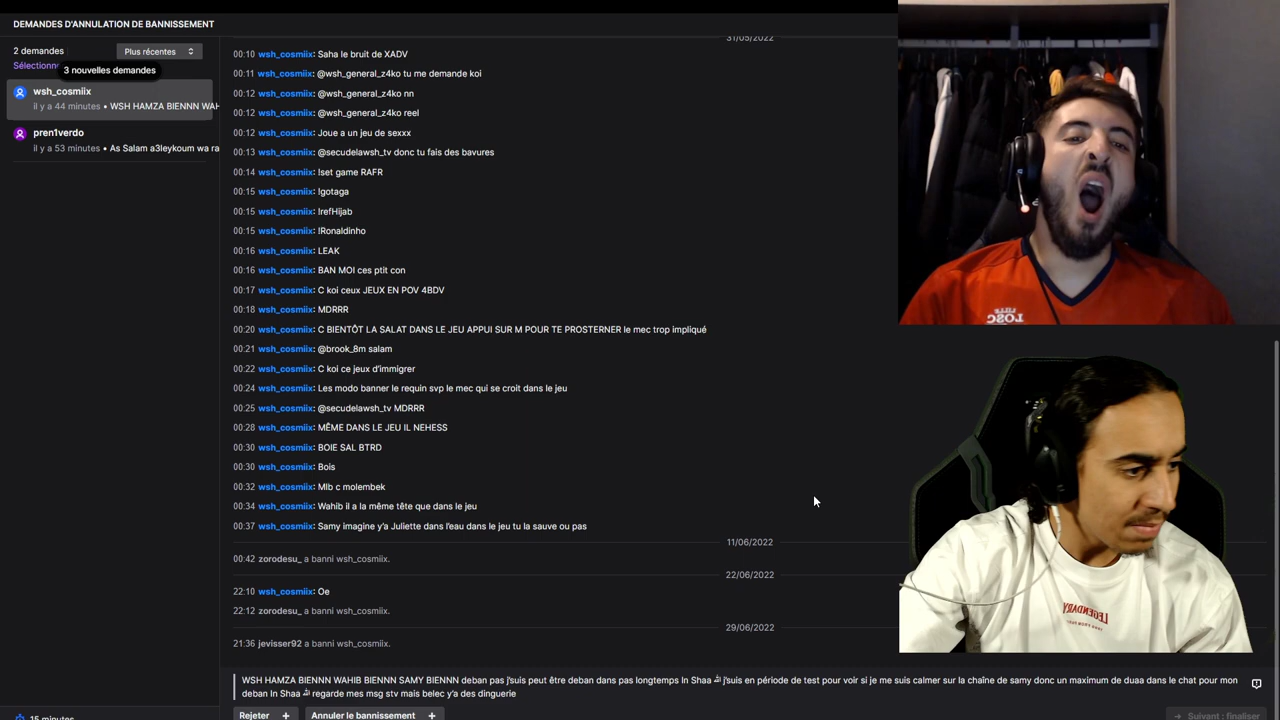 DEMANDES D'ANNULATION DE BANNISSEMENT
2 demandes
Plus récentes
Sélectionn
3 nouvelles demandes
wsh_cosmiix
il y a 44 minutes • WSH HAMZA BIENNN WAH
pren1verdo
il y a 53 minutes • As Salam a3leykoum wa ra
15 minutes
31/05/2022
00:10 wsh_cosmiix: Saha le bruit de XADV
00:11 wsh_cosmiix: @wsh_general_z4ko tu me demande koi
00:12 wsh_cosmiix: @wsh_general_z4ko nn
00:12 wsh_cosmiix: @wsh_general_z4ko reel
00:12 wsh_cosmiix: Joue a un jeu de sexxx
00:13 wsh_cosmiix: @secudelawsh_tv donc tu fais des bavures
00:14 wsh_cosmiix: !set game RAFR
00:15 wsh_cosmiix: !gotaga
00:15 wsh_cosmiix: !refHijab
00:15 wsh_cosmiix: !Ronaldinho
00:16 wsh_cosmiix: LEAK
00:16 wsh_cosmiix: BAN MOI ces ptit con
00:17 wsh_cosmiix: C koi ceux JEUX EN POV 4BDV
00:18 wsh_cosmiix: MDRRR
00:20 wsh_cosmiix: C BIENTÔT LA SALAT DANS LE JEU APPUI SUR M POUR TE PROSTERNER le mec trop impliqué
00:21 wsh_cosmiix: @brook_8m salam
00:22 wsh_cosmiix: C koi ce jeux d'immigrer
00:24 wsh_cosmiix: Les modo banner le requin svp le mec qui se croit dans le jeu
00:25 wsh_cosmiix: @secudelawsh_tv MDRRR
00:28 wsh_cosmiix: MÊME DANS LE JEU IL NEHESS
00:30 wsh_cosmiix: BOIE SAL BTRD
00:30 wsh_cosmiix: Bois
00:32 wsh_cosmiix: Mlb c molembek
00:34 wsh_cosmiix: Wahib il a la même tête que dans le jeu
00:37 wsh_cosmiix: Samy imagine y'a Juliette dans l'eau dans le jeu tu la sauve ou pas
11/06/2022
00:42 zorodesu_ a banni wsh_cosmiix.
22/06/2022
22:10 wsh_cosmiix: Oe
22:12 zorodesu_ a banni wsh_cosmiix.
29/06/2022
21:36 jevisser92 a banni wsh_cosmiix.
WSH HAMZA BIENNN WAHIB BIENNN SAMY BIENNN deban pas j'suis peut être deban dans pas longtemps In Shaa ﷲ j'suis en période de test pour voir si je me suis calmer sur la chaîne de samy donc un maximum de duaa dans le chat pour mon
deban In Shaa ﷲ regarde mes msg stv mais belec y'a des dinguerie
Rejeter +
Annuler le bannissement +
→ Suivant : finaliser
LILLE
LOSC
LEGENDARY